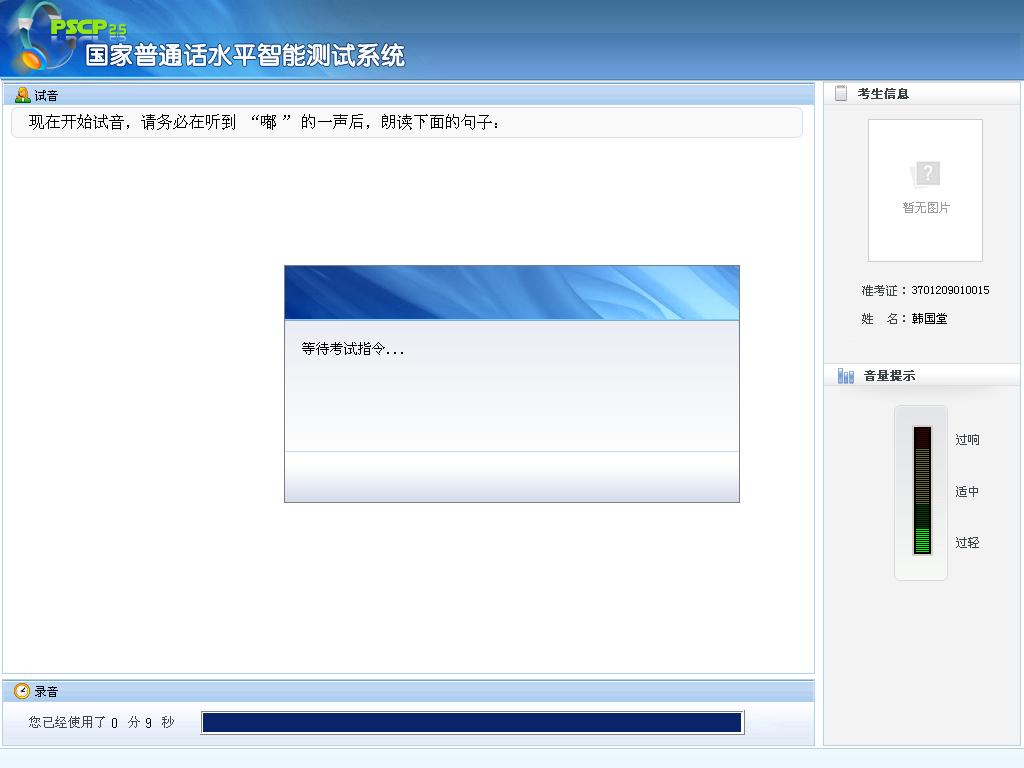 PSCP 2.5
国家普通话水平智能测试系统
试音
现在开始试音，请务必在听到 “嘟 ” 的一声后，朗读下面的句子：
等待考试指令...
录音
您已经使用了 0 分 9 秒
考生信息
?
暂无图片
准考证：3701209010015
姓 名：韩国堂
音量提示
过响
适中
过轻